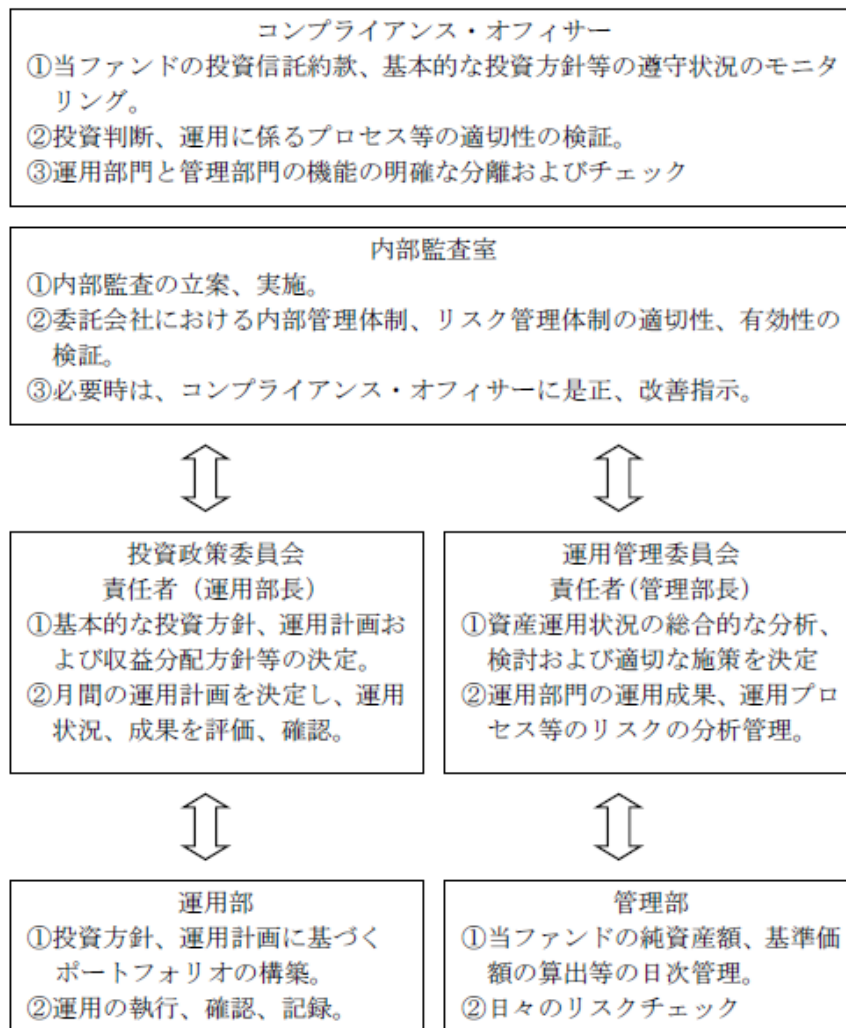 コンプライアンス・オフィサー
①当ファンドの投資信託約款、基本的な投資方針等の遵守状況のモニタ
リング。
②投資判断、運用に係るプロセス等の適切性の検証。
③運用部門と管理部門の機能の明確な分離およびチェック
内部監査室
①内部監査の立案、実施。
②委託会社における内部管理体制、リスク管理体制の適切性、有効性の
検証。
③必要時は、コンプライアンス・オフィサーに是正、改善指示。
投資政策委員会
責任者（運用部長）
①基本的な投資方針、運用計画お
よび収益分配方針等の決定。
②月間の運用計画を決定し、運用
状況、成果を評価、確認。
運用管理委員会
責任者(管理部長)
①資産運用状況の総合的な分析、
検討および適切な施策を決定
②運用部門の運用成果、運用プロ
セス等のリスクの分析管理。
運用部
①投資方針、運用計画に基づく
ポートフォリオの構築。
②運用の執行、確認、記録。
管理部
①当ファンドの純資産額、基準価
額の算出等の日次管理。
②日々のリスクチェック